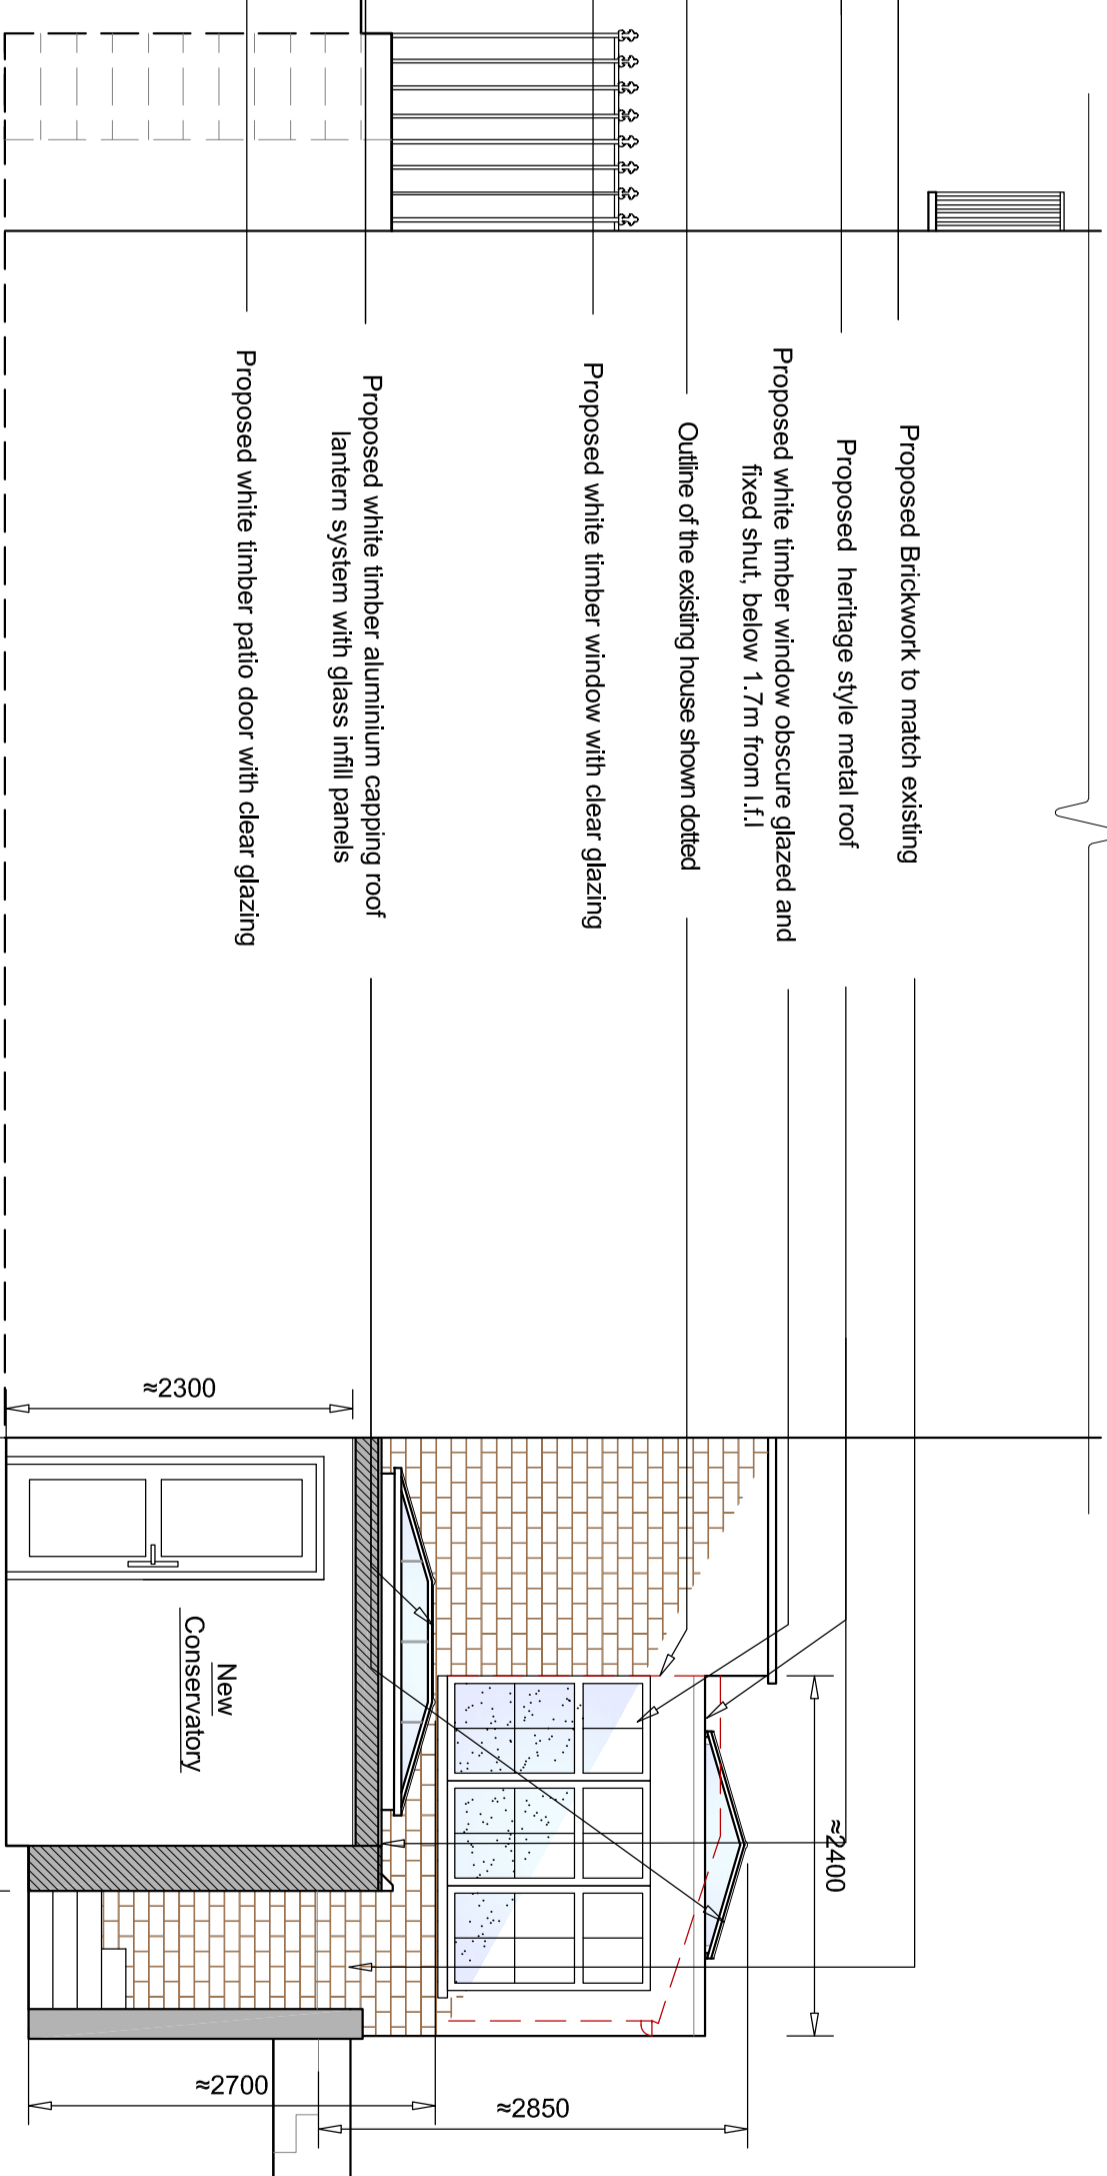 Proposed Brickwork to match existing
Proposed heritage style metal roof
Proposed white timber window obscure glazed and
fixed shut, below 1.7m from l.f.l
Outline of the existing house shown dotted
Proposed white timber window with clear glazing
Proposed white timber aluminium capping roof
lantern system with glass infill panels
Proposed white timber patio door with clear glazing
≈2300
New
Conservatory
≈2400
≈2700
≈2850